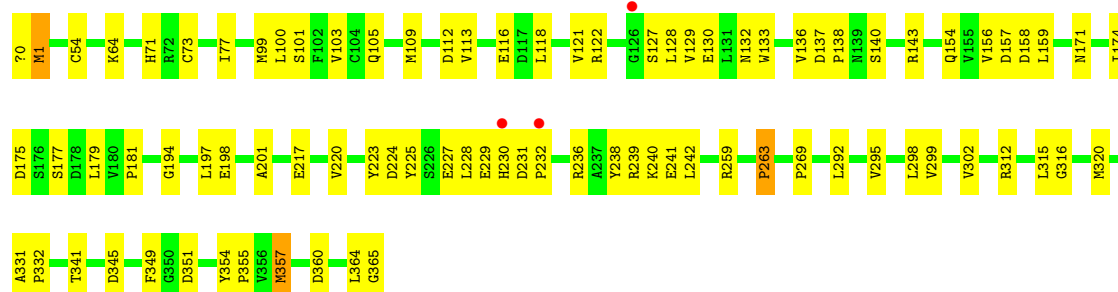 ?0 M1 C54 K64 H71 R72 C73 I77 M99 L100 S101 F102 V103 C104 Q105 M109 D112 V113 E116 D117 L118 V121 R122 G126 S127 L128 V129 E130 L131 N132 W133 V136 D137 P138 N139 S140 R143 Q154 V155 V156 D157 D158 L159 N171
D175 S176 S177 D178 L179 V180 P181 G194 L197 E198 A201 E217 V220 Y223 D224 Y225 S226 E227 L228 E229 H230 D231 P232 R236 A237 Y238 R239 K240 E241 L242 R259 P263 P269 L292 V295 L298 V299 V302 R312 L315 G316 M320
A331 P332 T341 D345 F349 G350 D351 Y354 P355 V356 M357 D360 L364 G365